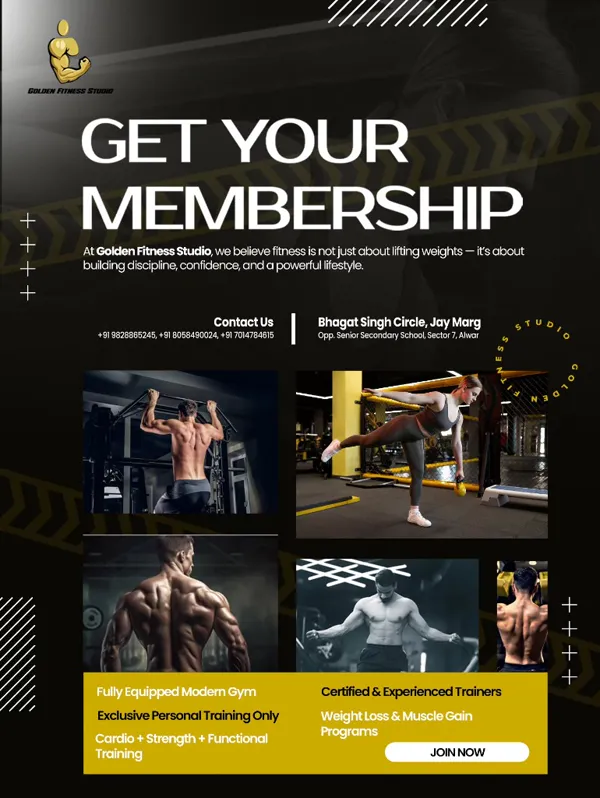 Golden Fitness Studio
GET YOUR
MEMBERSHIP
At Golden Fitness Studio, we believe fitness is not just about lifting weights — it's about
building discipline, confidence, and a powerful lifestyle.
Contact Us
+91 9828865245, +91 8058490024, +91 7014784615
Bhagat Singh Circle, Jay Marg
Opp. Senior Secondary School, Sector 7, Alwar
GOLDEN FITNESS STUDIO
Fully Equipped Modern Gym
Exclusive Personal Training Only
Cardio + Strength + Functional
Training
Certified & Experienced Trainers
Weight Loss & Muscle Gain
Programs
JOIN NOW